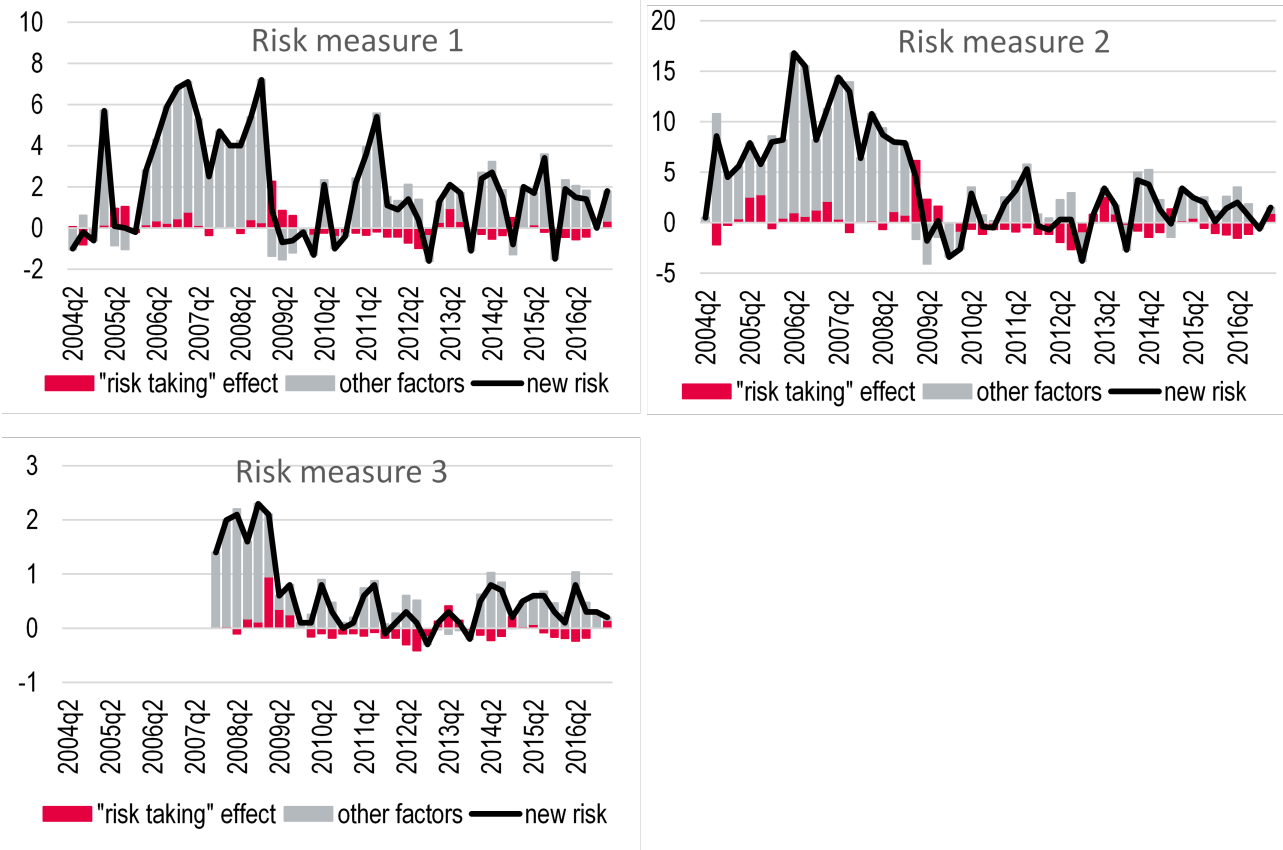 Risk measure 1
10
8
6
4
2
0
-2
2004q2 2005q2 2006q2 2007q2 2008q2 2009q2 2010q2 2011q2 2012q2 2013q2 2014q2 2015q2 2016q2
"risk taking" effect other factors new risk
Risk measure 2
20
15
10
5
0
-5
2004q2 2005q2 2006q2 2007q2 2008q2 2009q2 2010q2 2011q2 2012q2 2013q2 2014q2 2015q2 2016q2
"risk taking" effect other factors new risk
Risk measure 3
3
2
1
0
-1
2004q2 2005q2 2006q2 2007q2 2008q2 2009q2 2010q2 2011q2 2012q2 2013q2 2014q2 2015q2 2016q2
"risk taking" effect other factors new risk